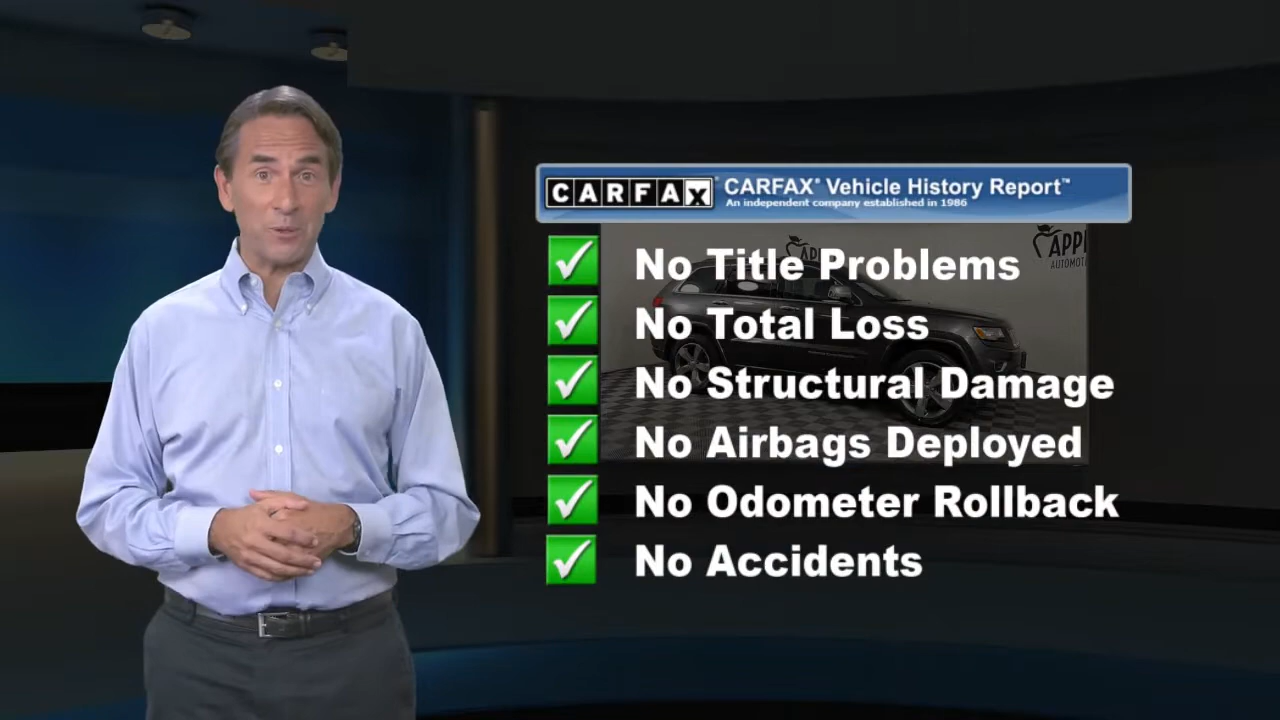 CARFAX
CARFAX® Vehicle History Report™
An independent company established in 1986
No Title Problems
No Total Loss
No Structural Damage
No Airbags Deployed
No Odometer Rollback
No Accidents